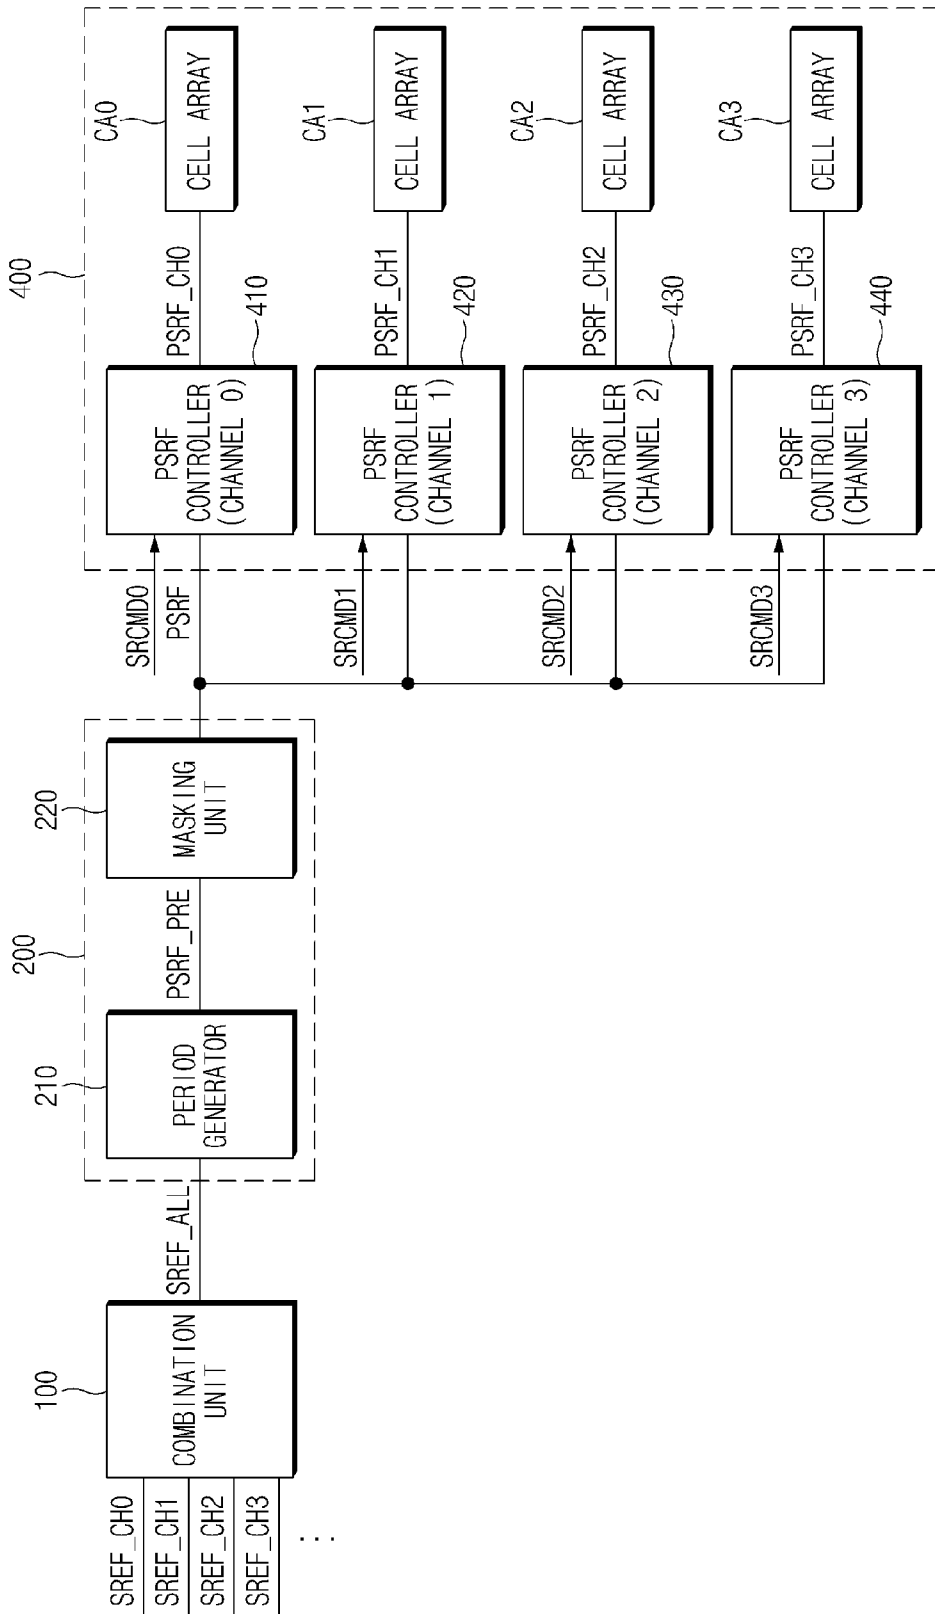 SREF_CH0
SREF_CH1
SREF_CH2
SREF_CH3
...
100
COMBINATION
UNIT
SREF_ALL
200
210
PERIOD
GENERATOR
PSRF_PRE
220
MASKING
UNIT
400
SRCMD0
PSRF
PSRF
CONTROLLER
(CHANNEL 0)
410
PSRF_CH0
CA0
CELL ARRAY
SRCMD1
PSRF
CONTROLLER
(CHANNEL 1)
420
PSRF_CH1
CA1
CELL ARRAY
SRCMD2
PSRF
CONTROLLER
(CHANNEL 2)
430
PSRF_CH2
CA2
CELL ARRAY
SRCMD3
PSRF
CONTROLLER
(CHANNEL 3)
440
PSRF_CH3
CA3
CELL ARRAY